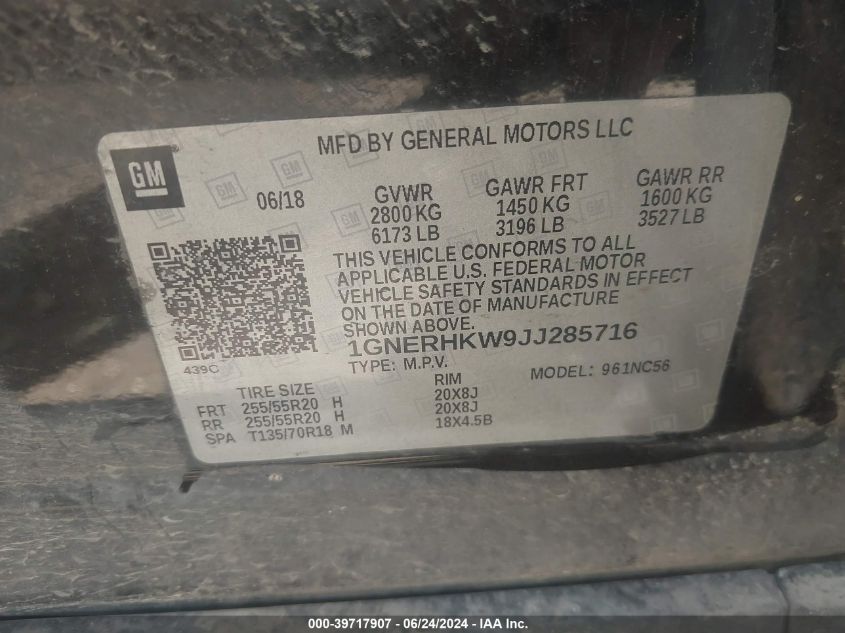 MFD BY GENERAL MOTORS LLC
GM
06/18
GVWR
2800 KG
6173 LB
GAWR FRT
1450 KG
3196 LB
GAWR RR
1600 KG
3527 LB
THIS VEHICLE CONFORMS TO ALL
APPLICABLE U.S. FEDERAL MOTOR
VEHICLE SAFETY STANDARDS IN EFFECT
ON THE DATE OF MANUFACTURE
SHOWN ABOVE.
439C
1GNERHKW9JJ285716
TYPE: M.P.V.
MODEL: 961NC56
TIRE SIZE RIM
FRT 255/55R20 H 20X8J
RR 255/55R20 H 20X8J
SPA T135/70R18 M 18X4.5B
000-39717907 - 06/24/2024 - IAA Inc.